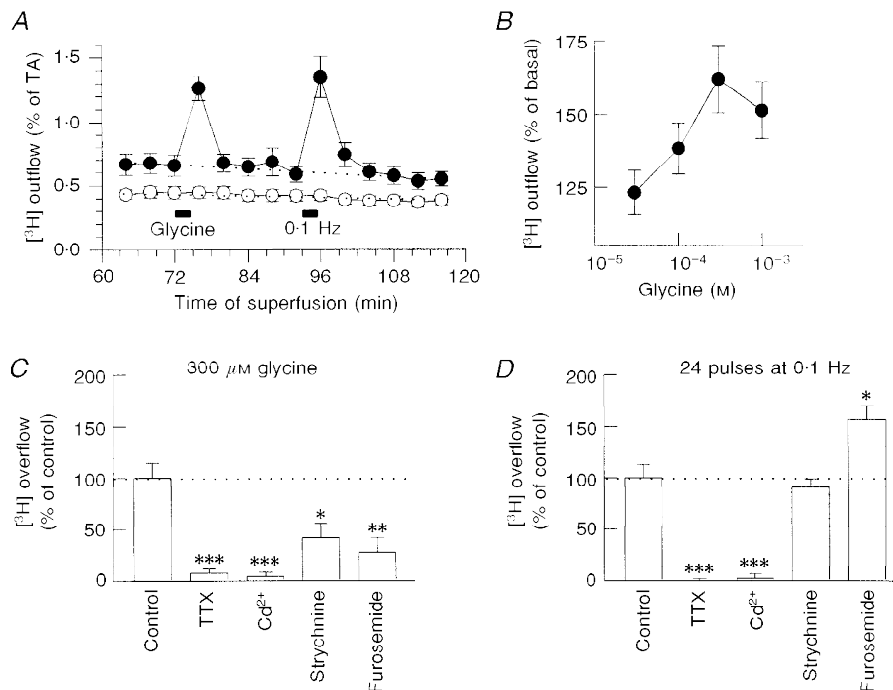 A
[³H] outflow (% of TA)
1·5
1·0
0·5
0·0
Glycine
0·1 Hz
60
72
84
96
108
120
Time of superfusion (min)
B
[³H] outflow (% of basal)
175
150
125
10⁻⁵
10⁻⁴
10⁻³
Glycine (M)
C
300 μM glycine
[³H] overflow
(% of control)
200
150
100
50
0
*
**
***
***
Control
TTX
Cd²⁺
Strychnine
Furosemide
D
24 pulses at 0·1 Hz
[³H] overflow
(% of control)
200
150
100
50
0
*
***
***
Control
TTX
Cd²⁺
Strychnine
Furosemide